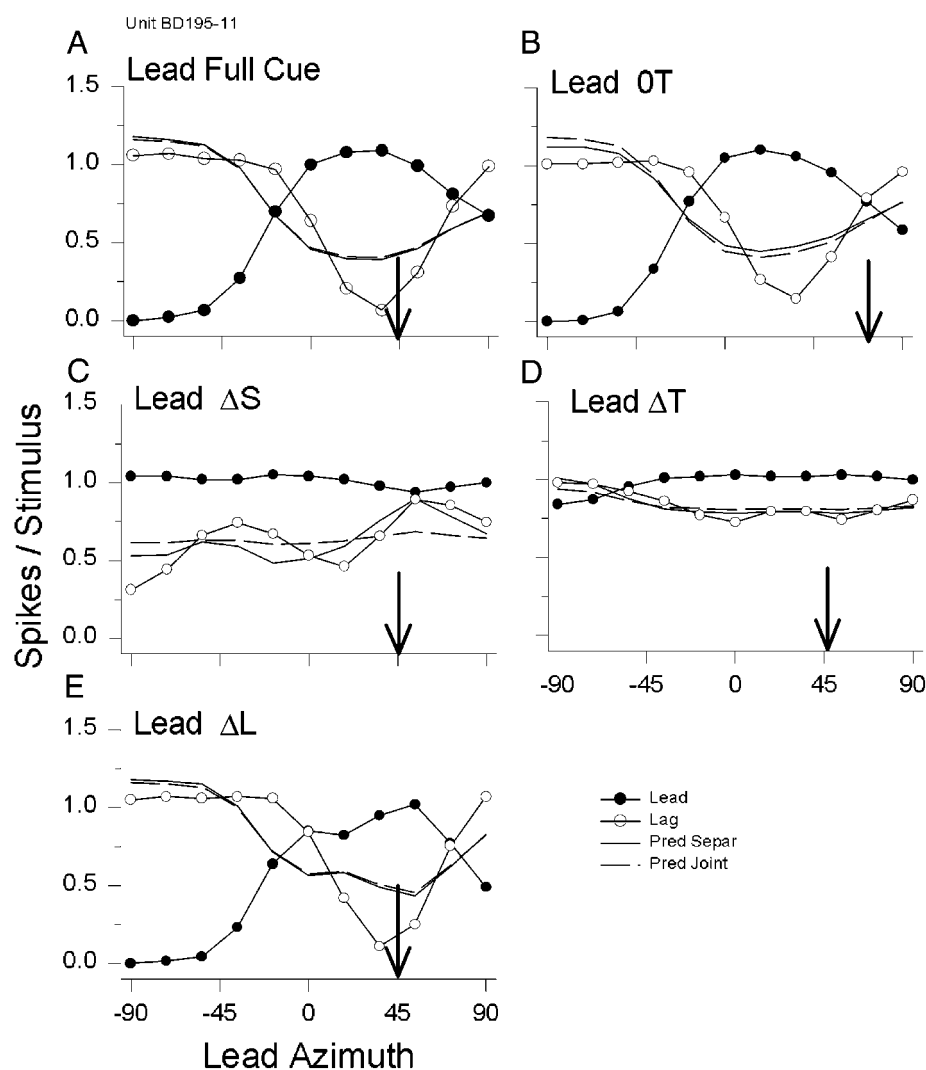 Unit BD195-11
A
Lead Full Cue
1.5
1.0
0.5
0.0
B
Lead 0T
C
Lead ΔS
1.5
1.0
0.5
0.0
D
Lead ΔT
-90 -45 0 45 90
E
Lead ΔL
1.5
1.0
0.5
0.0
-90 -45 0 45 90
Spikes / Stimulus
Lead Azimuth
Lead
Lag
Pred Separ
Pred Joint